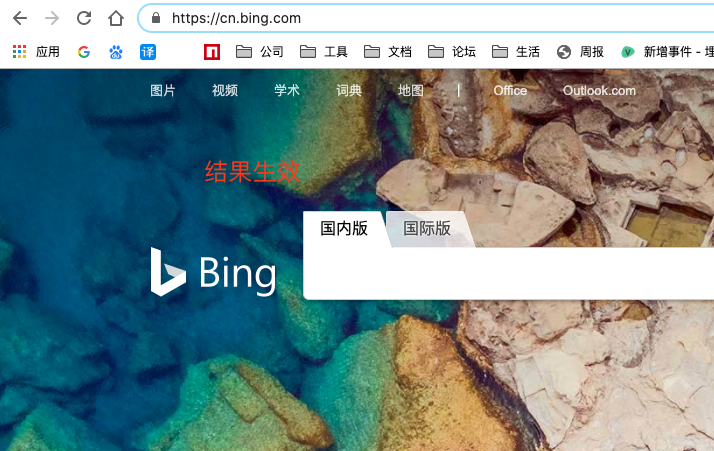 https://cn.bing.com
应用 译 公司 工具 文档 论坛 生活 周报 新增事件 - 埋
图片 视频 学术 词典 地图 | Office Outlook.com
结果生效
国内版 国际版
Bing